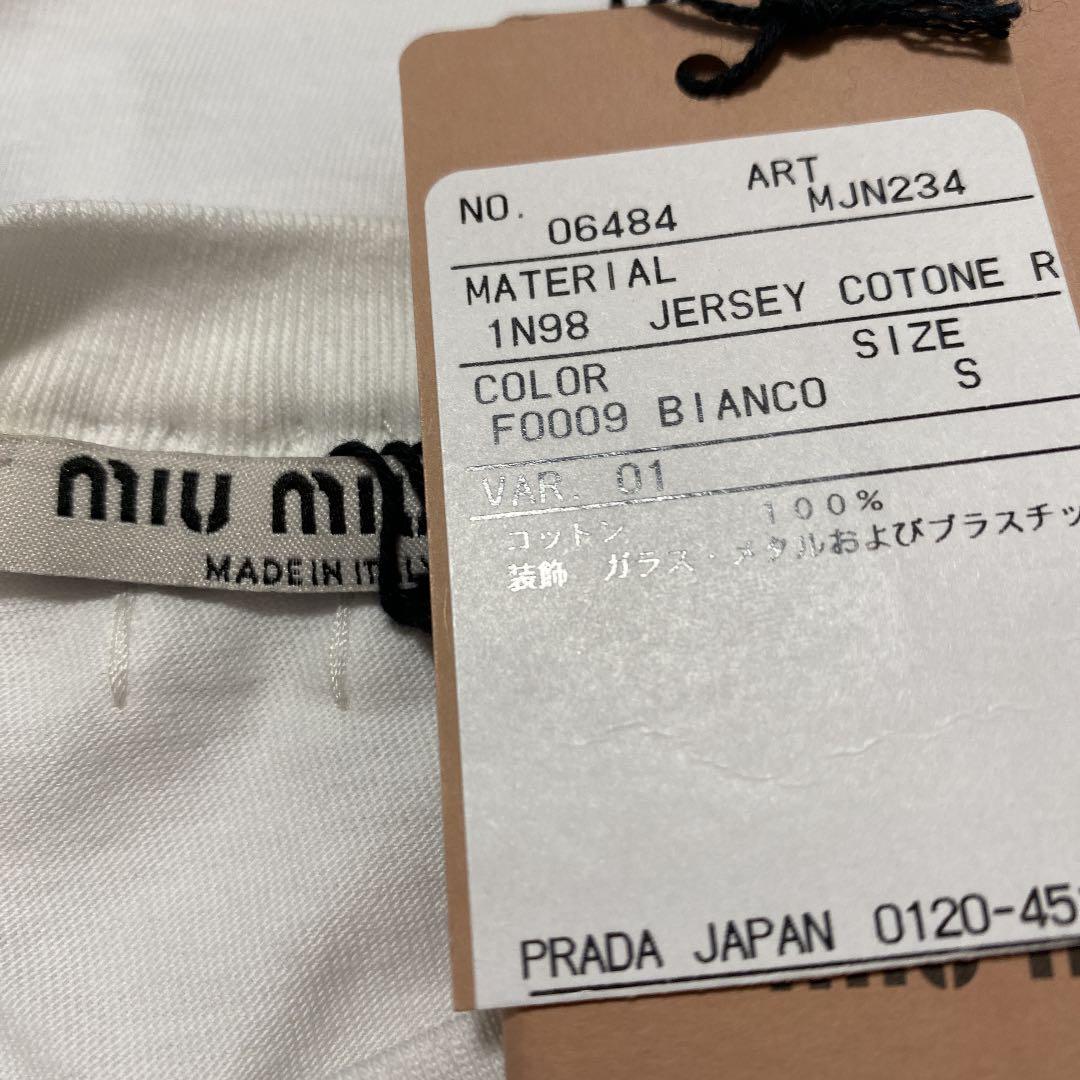 NO. ART
06484 MJN234
MATERIAL
1N98 JERSEY COTONE R
COLOR SIZE
F0009 BIANCO S
VAR. 01
コットン 100%
装飾 ガラス・メタルおよびプラスチッ
PRADA JAPAN 0120-45
miu miu
MADE IN ITALY